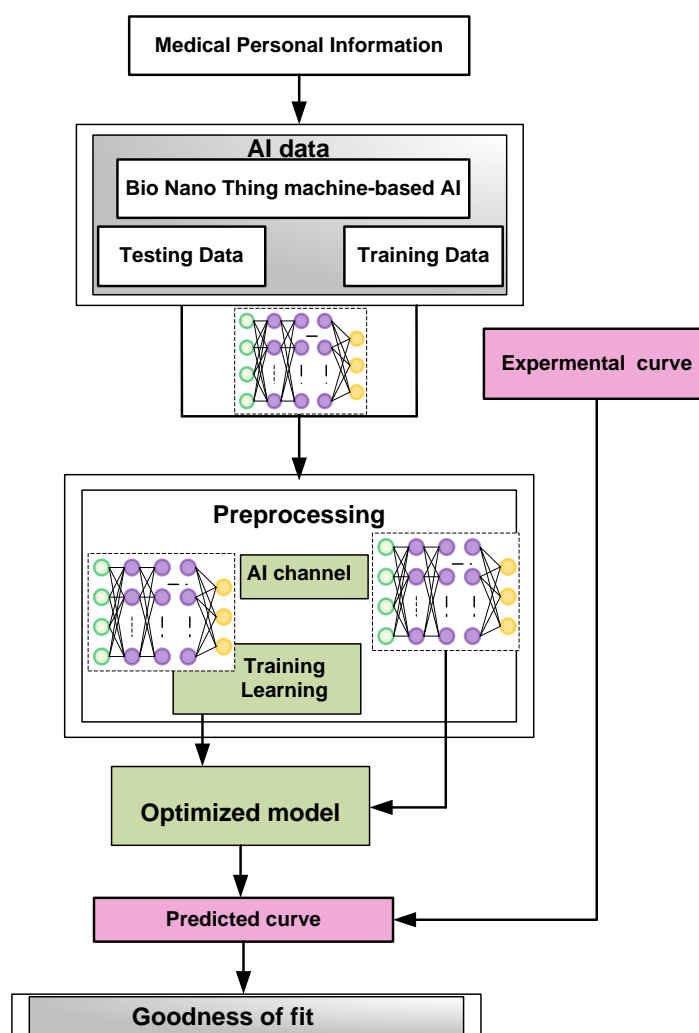 Medical Personal Information
AI data
Bio Nano Thing machine-based AI
Testing Data
Training Data
Expermental curve
Preprocessing
AI channel
Training
Learning
Optimized model
Predicted curve
Goodness of fit